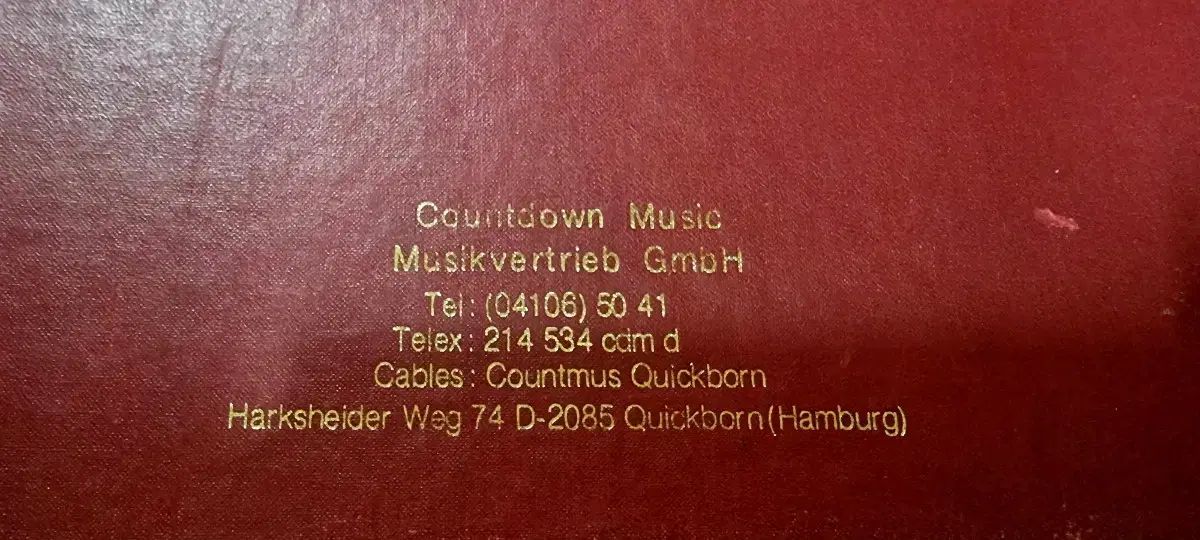 Countdown Music
Musikvertrieb GmbH
Tel: (04106) 50 41
Telex: 214 534 cdm d
Cables: Countmus Quickborn
Harksheider Weg 74 D-2085 Quickborn (Hamburg)